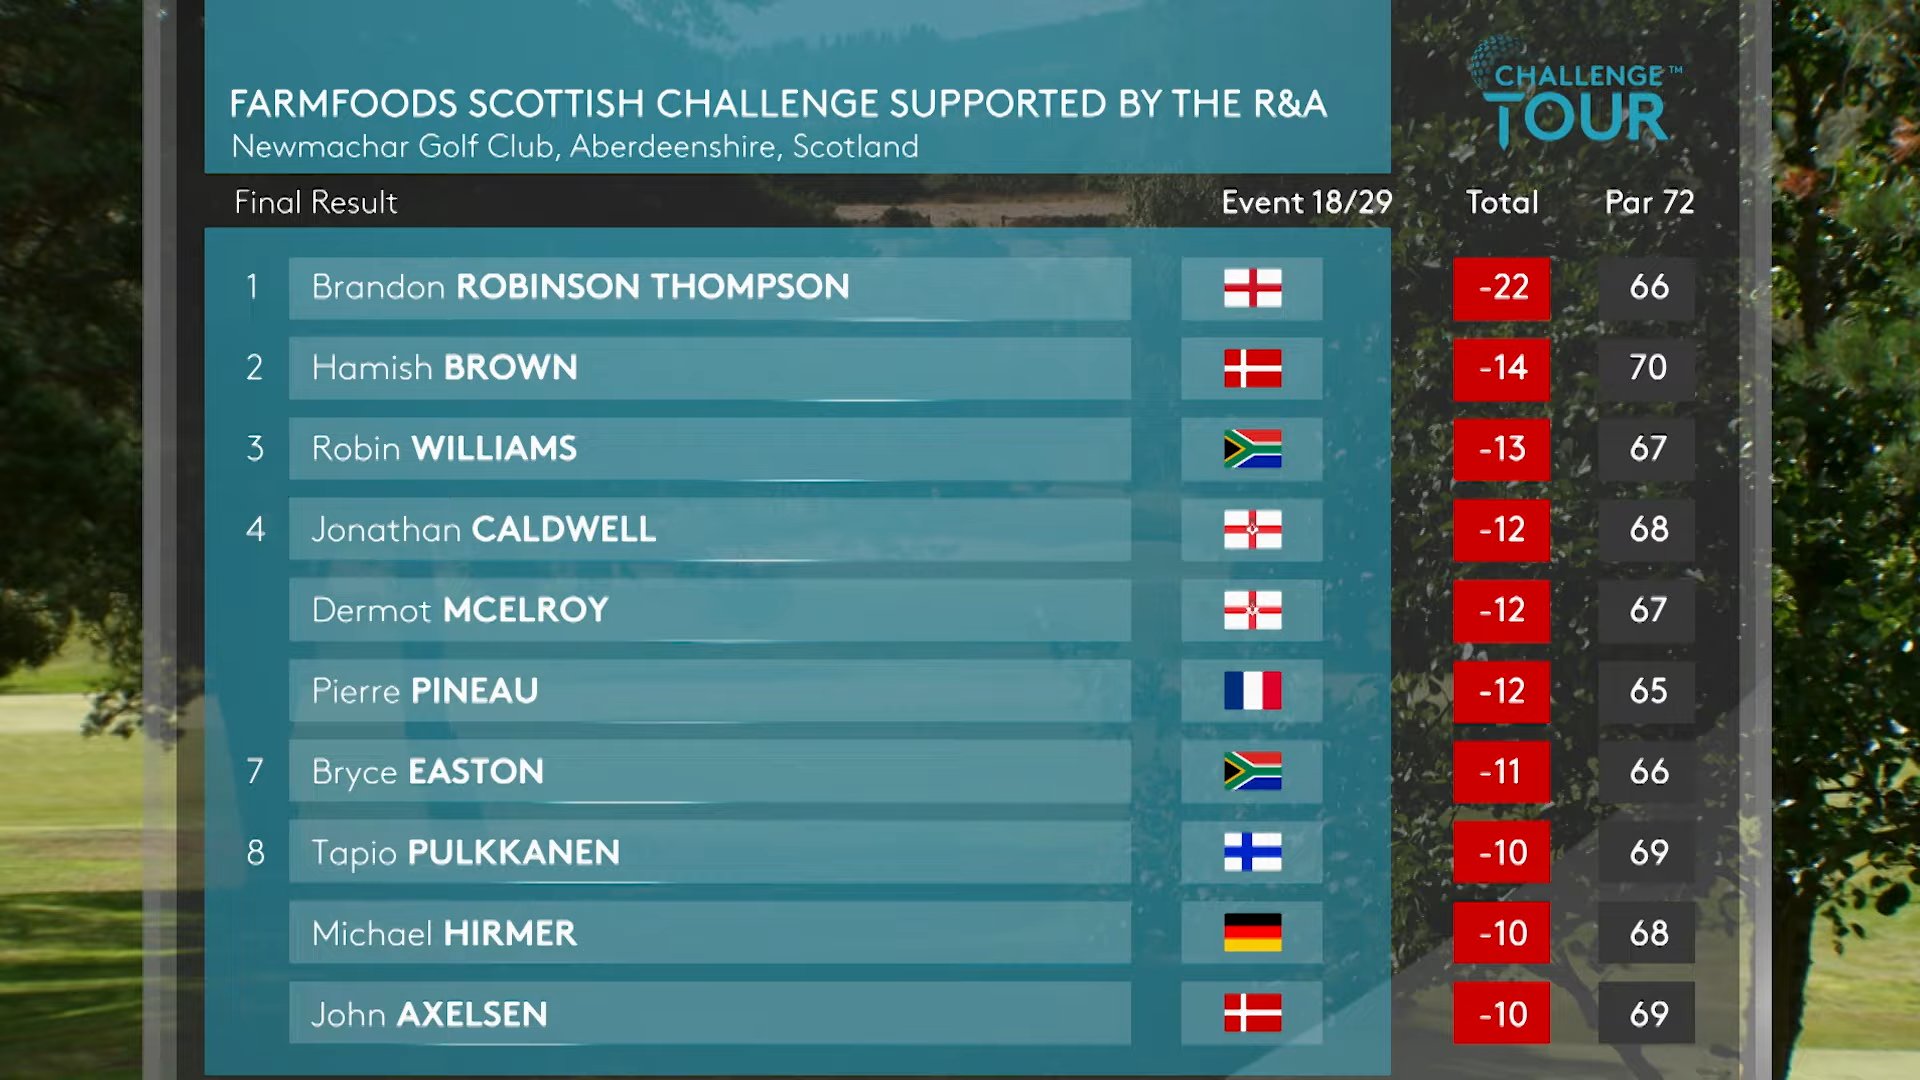 FARMFOODS SCOTTISH CHALLENGE SUPPORTED BY THE R&A
Newmachar Golf Club, Aberdeenshire, Scotland
CHALLENGE™
TOUR
Final Result Event 18/29 Total Par 72
1 Brandon ROBINSON THOMPSON -22 66
2 Hamish BROWN -14 70
3 Robin WILLIAMS -13 67
4 Jonathan CALDWELL -12 68
Dermot MCELROY -12 67
Pierre PINEAU -12 65
7 Bryce EASTON -11 66
8 Tapio PULKKANEN -10 69
Michael HIRMER -10 68
John AXELSEN -10 69